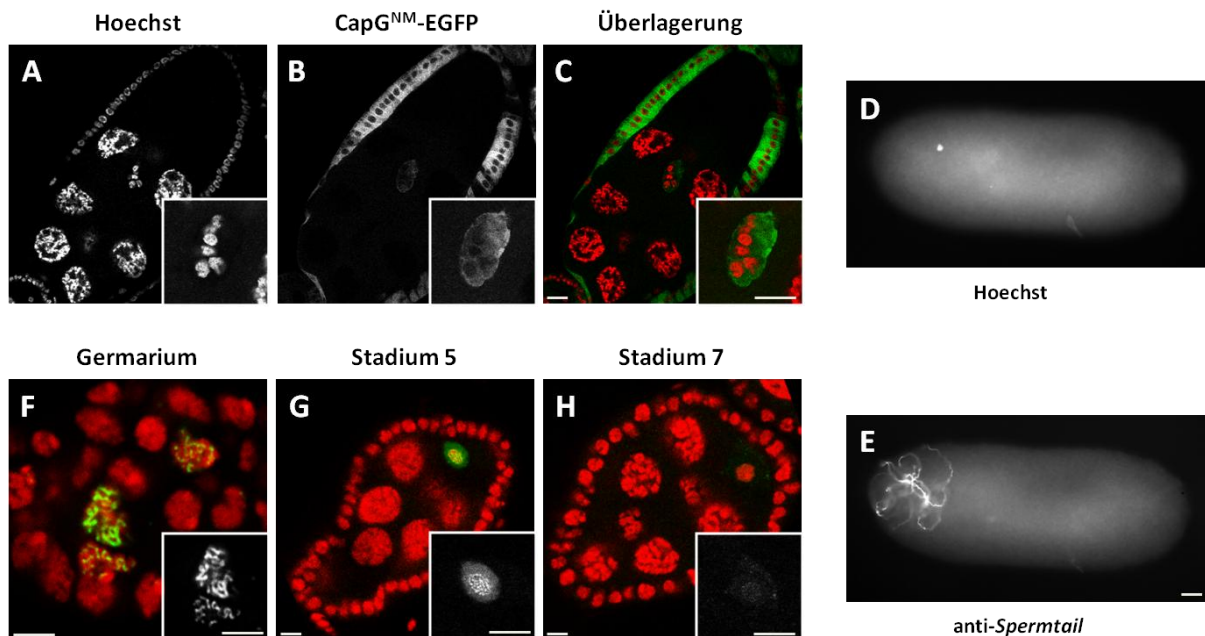 Hoechst
CapG^NM-EGFP
Überlagerung
A
B
C
D
Hoechst
Germarium
Stadium 5
Stadium 7
F
G
H
E
anti-Spermtail